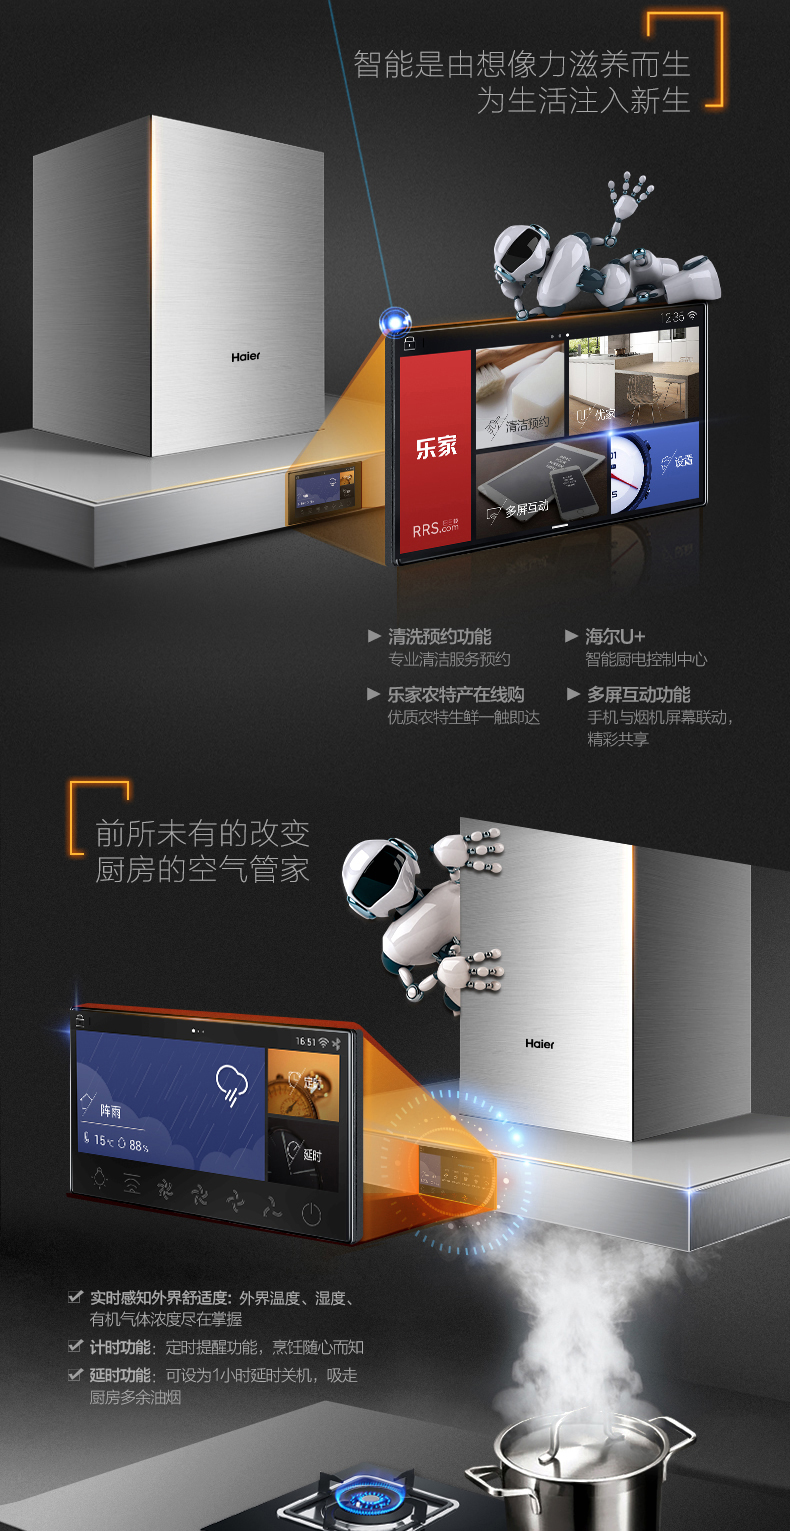 智能是由想像力滋养而生
为生活注入新生
Haier
12:35
清洁预约
优家
乐家
RRS.com
多屏互动
设备
清洗预约功能
专业清洁服务预约
海尔U+
智能厨电控制中心
乐家农特产在线购
优质农特生鲜一触即达
多屏互动功能
手机与烟机屏幕联动，
精彩共享
前所未有的改变
厨房的空气管家
Haier
16:51
阵雨
15℃ 88%
延时
实时感知外界舒适度：外界温度、湿度、
有机气体浓度尽在掌握
计时功能：定时提醒功能，烹饪随心而知
延时功能：可设为1小时延时关机，吸走
厨房多余油烟